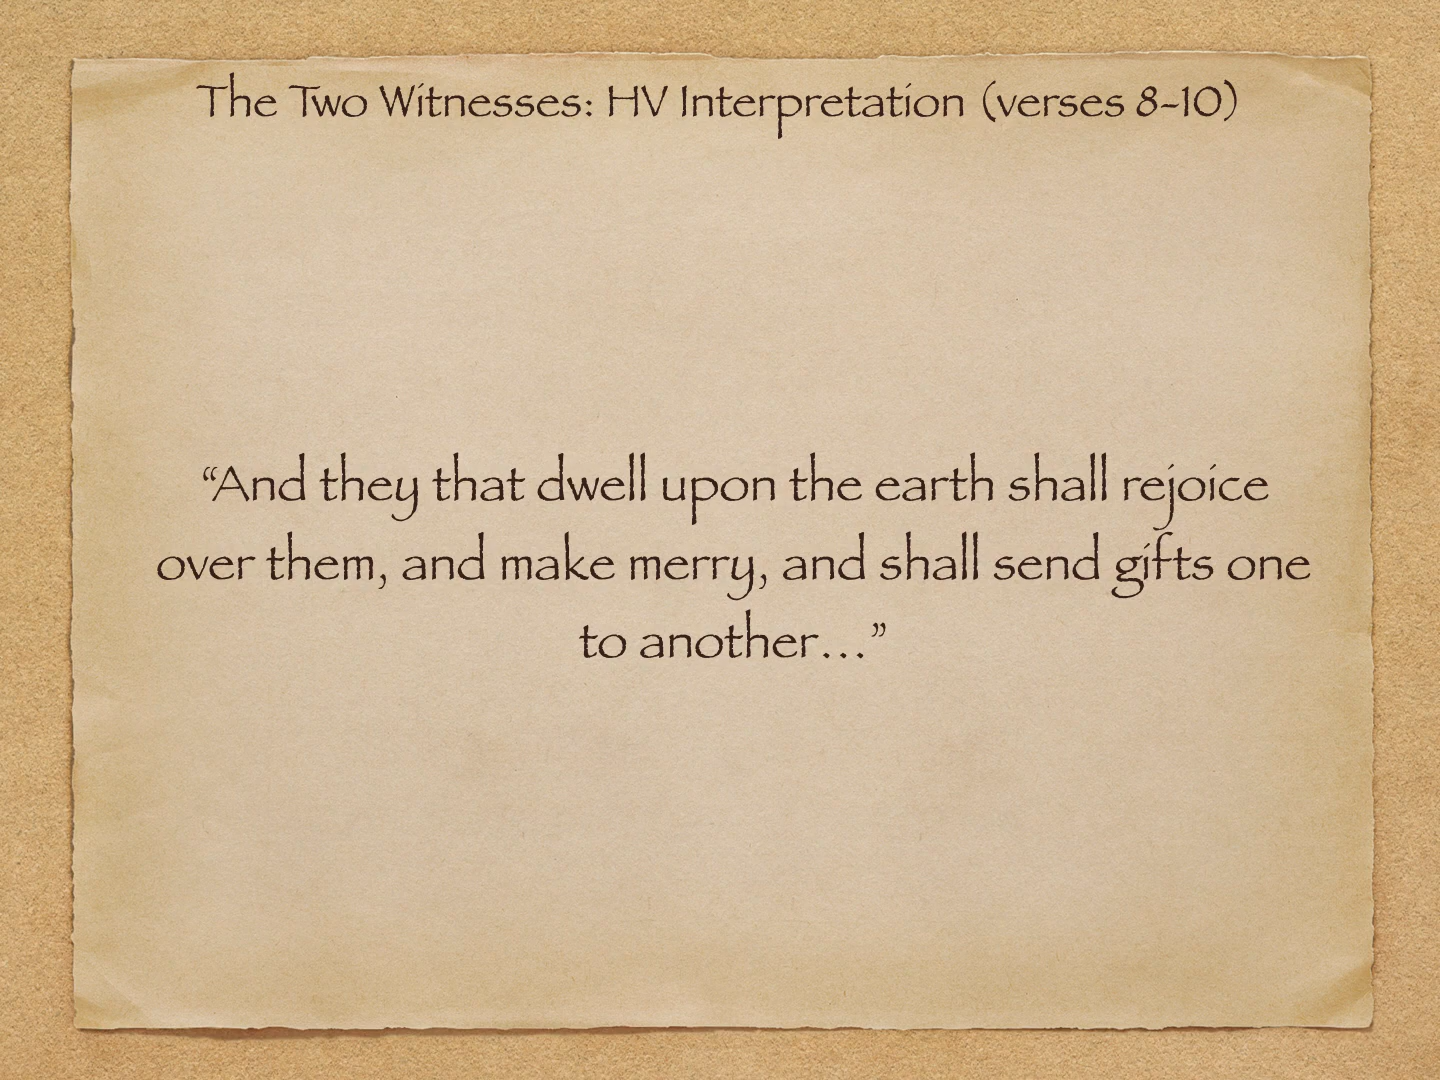 The Two Witnesses: HV Interpretation (verses 8-10)
“And they that dwell upon the earth shall rejoice
over them, and make merry, and shall send gifts one
to another…”